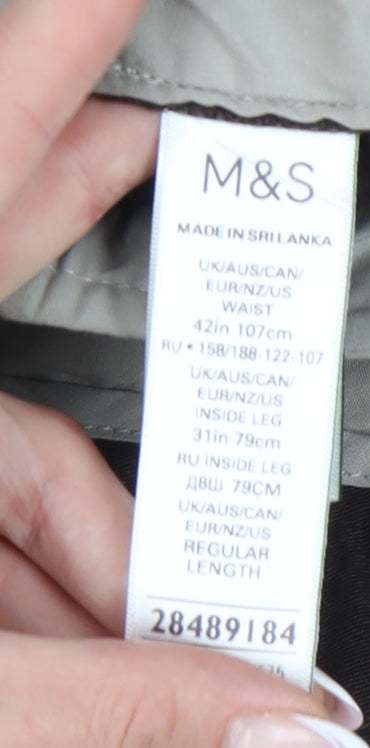 M&S
MADE IN SRI LANKA
UK/AUS/CAN/
EUR/NZ/US
WAIST
42in 107cm
RU • 158/188-122-107
UK/AUS/CAN/
EUR/NZ/US
INSIDE LEG
31in 79cm
RU INSIDE LEG
ДВШ 79CM
UK/AUS/CAN/
EUR/NZ/US
REGULAR
LENGTH
28489184